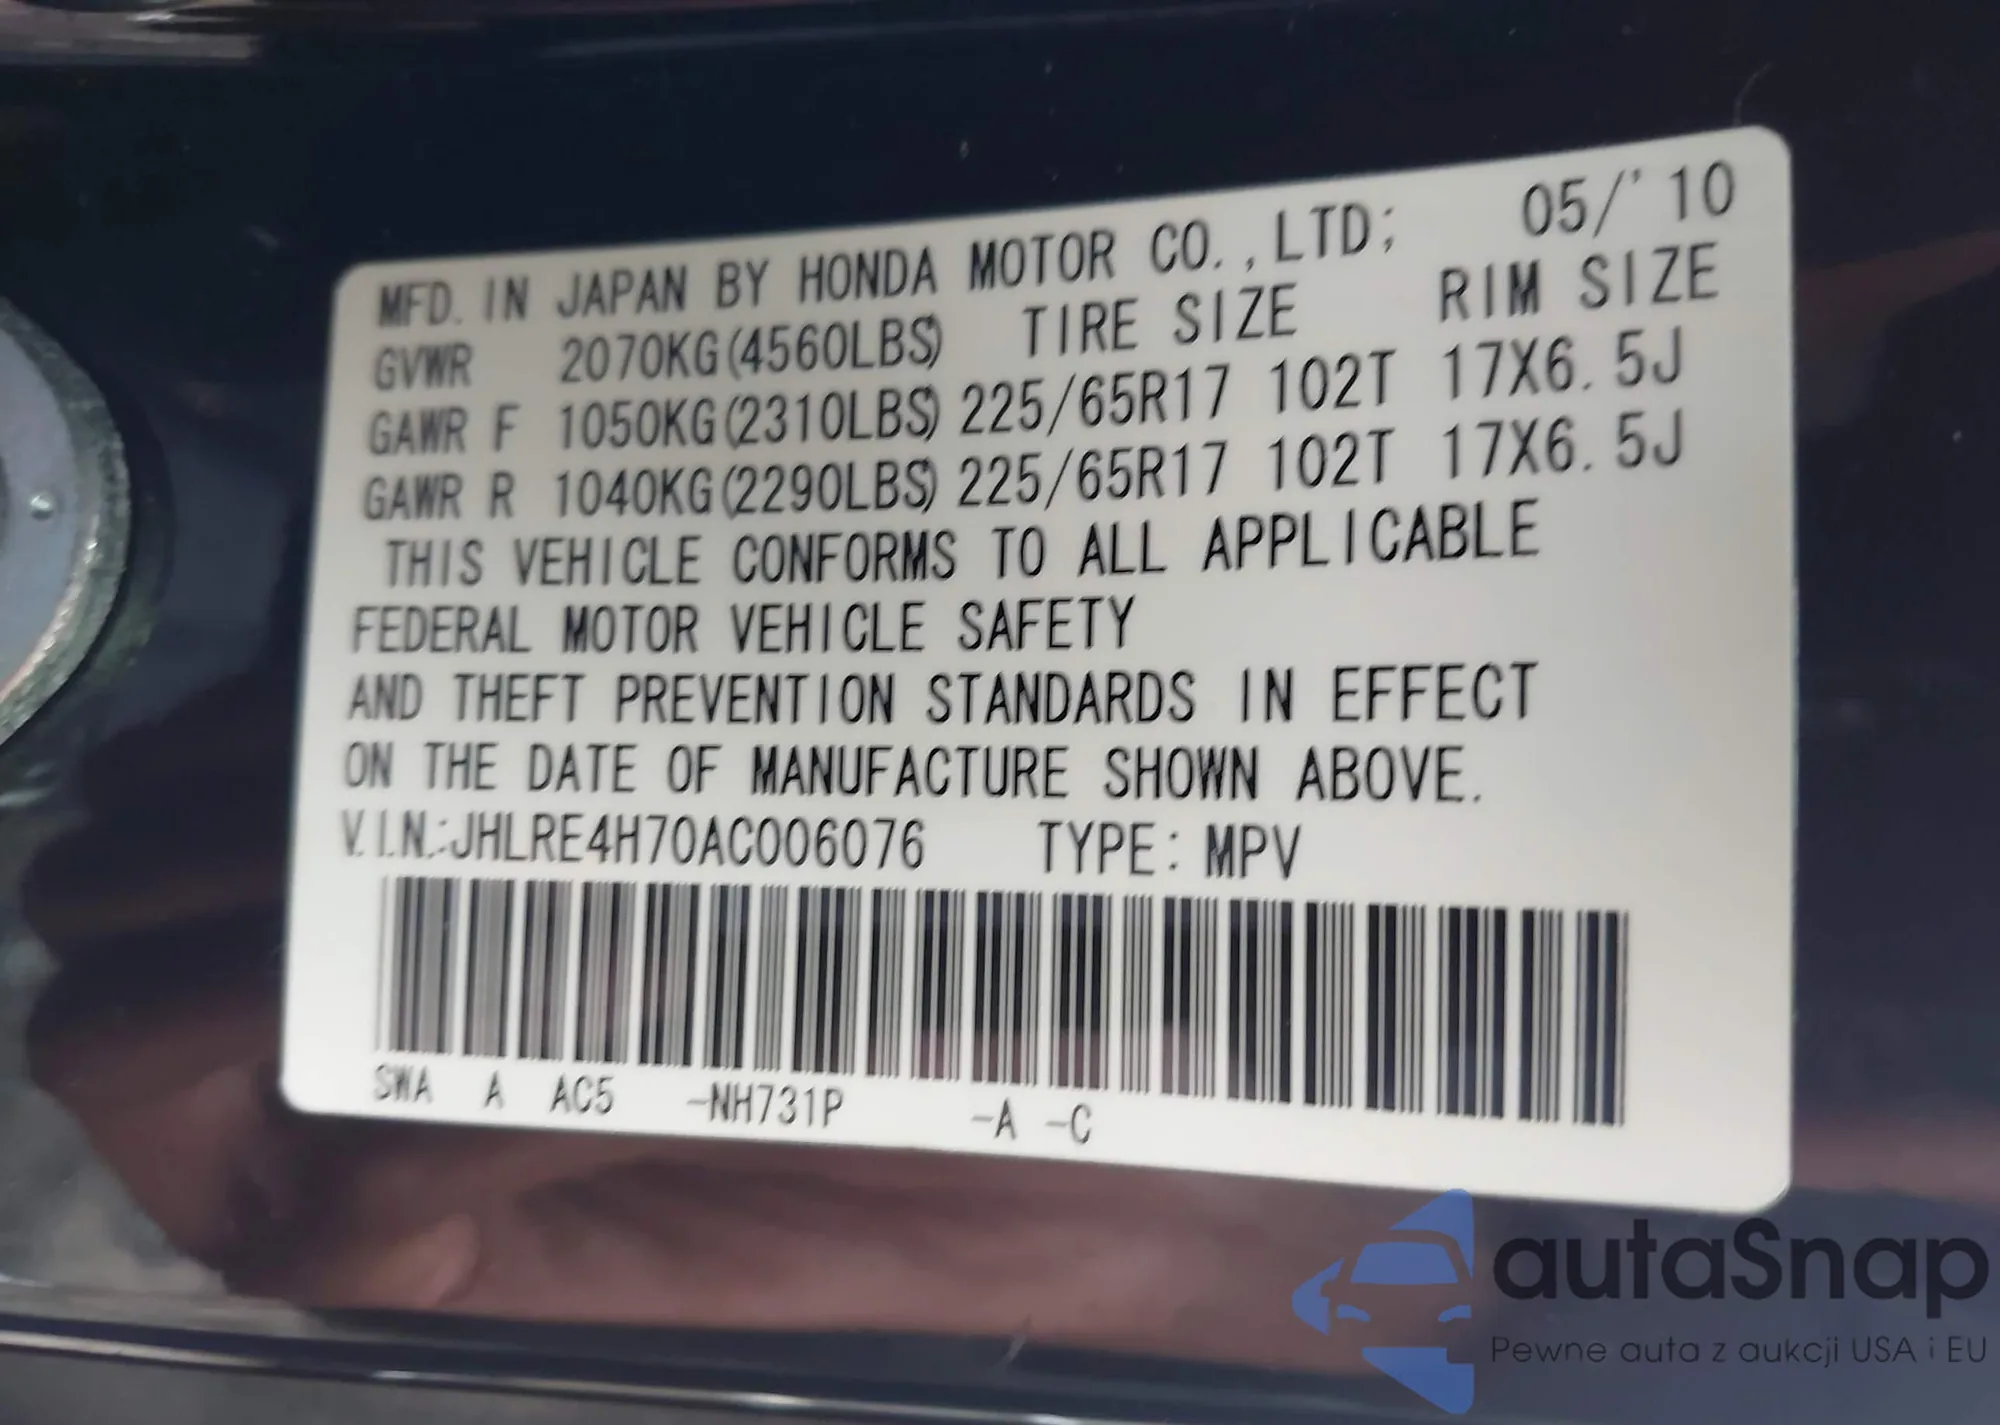 MFD. IN JAPAN BY HONDA MOTOR CO.,LTD; 05/'10
GVWR 2070KG(4560LBS) TIRE SIZE RIM SIZE
GAWR F 1050KG(2310LBS) 225/65R17 102T 17X6.5J
GAWR R 1040KG(2290LBS) 225/65R17 102T 17X6.5J
THIS VEHICLE CONFORMS TO ALL APPLICABLE
FEDERAL MOTOR VEHICLE SAFETY
AND THEFT PREVENTION STANDARDS IN EFFECT
ON THE DATE OF MANUFACTURE SHOWN ABOVE.
V.I.N.:JHLRE4H70AC006076 TYPE: MPV
SWA A AC5 -NH731P -A -C
autaSnap
Pewne auta z aukcji USA i EU